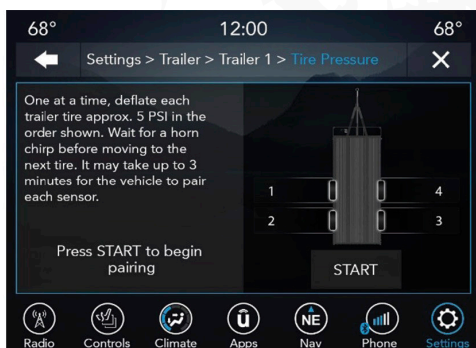 68° 12:00 68°
Settings > Trailer > Trailer 1 > Tire Pressure
One at a time, deflate each
trailer tire approx. 5 PSI in the
order shown. Wait for a horn
chirp before moving to the
next tire. It may take up to 3
minutes for the vehicle to pair
each sensor.
Press START to begin
pairing
1 4
2 3
START
û NE
Radio Controls Climate Apps Nav Phone Settings